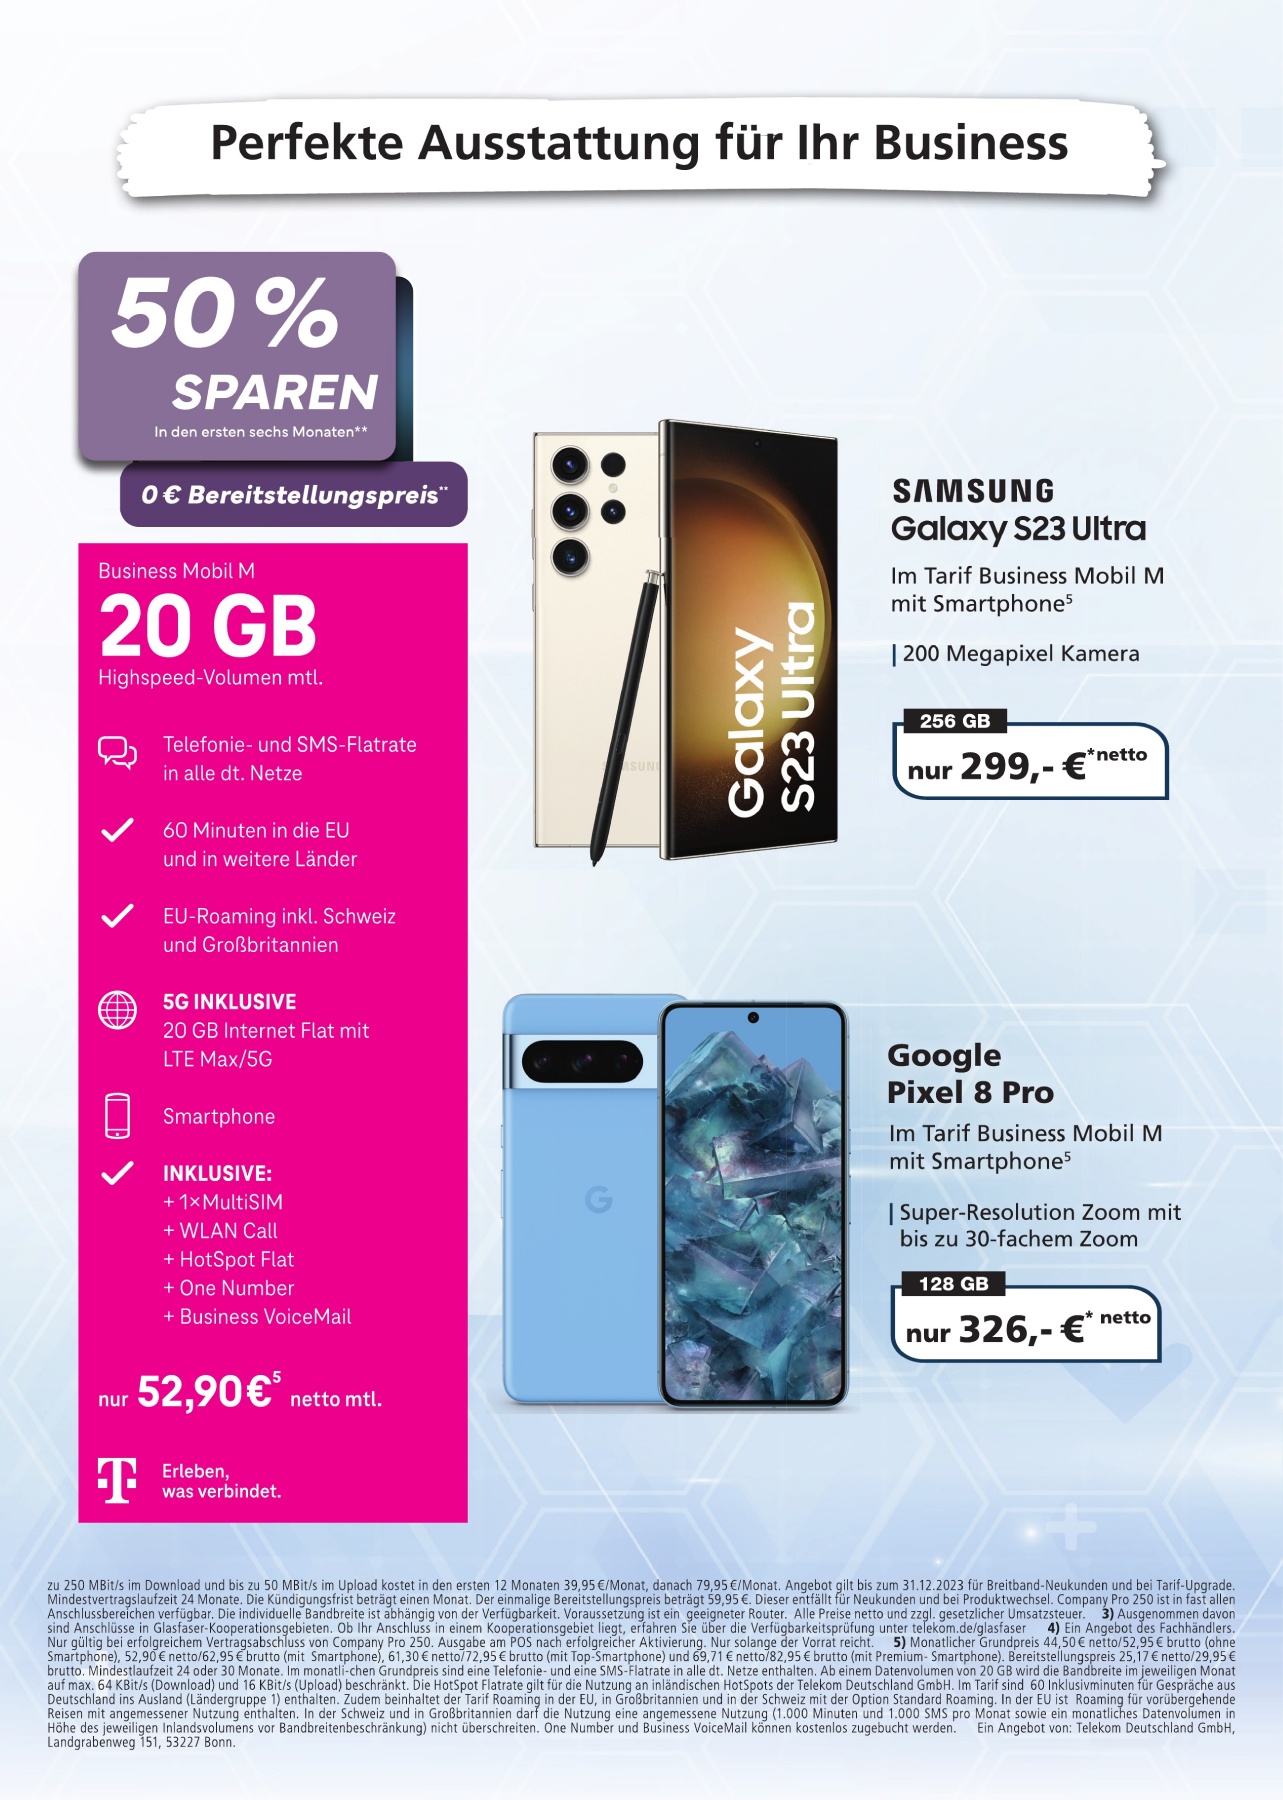 Perfekte Ausstattung für Ihr Business
50 %
SPAREN
In den ersten sechs Monaten**
0 € Bereitstellungspreis**
Business Mobil M
20 GB
Highspeed-Volumen mtl.
Telefonie- und SMS-Flatrate
in alle dt. Netze
60 Minuten in die EU
und in weitere Länder
EU-Roaming inkl. Schweiz
und Großbritannien
5G INKLUSIVE
20 GB Internet Flat mit
LTE Max/5G
Smartphone
INKLUSIVE:
+ 1×MultiSIM
+ WLAN Call
+ HotSpot Flat
+ One Number
+ Business VoiceMail
nur 52,90 €5 netto mtl.
T
Erleben,
was verbindet.
Galaxy
S23 Ultra
SAMSUNG
Galaxy S23 Ultra
Im Tarif Business Mobil M
mit Smartphone5
| 200 Megapixel Kamera
256 GB
nur 299,- €*netto
G
Google
Pixel 8 Pro
Im Tarif Business Mobil M
mit Smartphone5
| Super-Resolution Zoom mit
bis zu 30-fachem Zoom
128 GB
nur 326,- €* netto
zu 250 MBit/s im Download und bis zu 50 MBit/s im Upload kostet in den ersten 12 Monaten 39,95 €/Monat, danach 79,95 €/Monat. Angebot gilt bis zum 31.12.2023 für Breitband-Neukunden und bei Tarif-Upgrade.
Mindestvertragslaufzeit 24 Monate. Die Kündigungsfrist beträgt einen Monat. Der einmalige Bereitstellungspreis beträgt 59,95 €. Dieser entfällt für Neukunden und bei Produktwechsel. Company Pro 250 ist in fast allen
Anschlussbereichen verfügbar. Die individuelle Bandbreite ist abhängig von der Verfügbarkeit. Voraussetzung ist ein geeigneter Router. Alle Preise netto und zzgl. gesetzlicher Umsatzsteuer. 3) Ausgenommen davon
sind Anschlüsse in Glasfaser-Kooperationsgebieten. Ob Ihr Anschluss in einem Kooperationsgebiet liegt, erfahren Sie über die Verfügbarkeitsprüfung unter telekom.de/glasfaser 4) Ein Angebot des Fachhändlers.
Nur gültig bei erfolgreichem Vertragsabschluss von Company Pro 250. Ausgabe am POS nach erfolgreicher Aktivierung. Nur solange der Vorrat reicht. 5) Monatlicher Grundpreis 44,50 € netto/52,95 € brutto (ohne
Smartphone), 52,90 € netto/62,95 € brutto (mit Smartphone), 61,30 € netto/72,95 € brutto (mit Top-Smartphone) und 69,71 € netto/82,95 € brutto (mit Premium- Smartphone). Bereitstellungspreis 25,17 € netto/29,95 €
brutto. Mindestlaufzeit 24 oder 30 Monate. Im monatli-chen Grundpreis sind eine Telefonie- und eine SMS-Flatrate in alle dt. Netze enthalten. Ab einem Datenvolumen von 20 GB wird die Bandbreite im jeweiligen Monat
auf max. 64 KBit/s (Download) und 16 KBit/s (Upload) beschränkt. Die HotSpot Flatrate gilt für die Nutzung an inländischen HotSpots der Telekom Deutschland GmbH. Im Tarif sind 60 Inklusivminuten für Gespräche aus
Deutschland ins Ausland (Ländergruppe 1) enthalten. Zudem beinhaltet der Tarif Roaming in der EU, in Großbritannien und in der Schweiz mit der Option Standard Roaming. In der EU ist Roaming für vorübergehende
Reisen mit angemessener Nutzung enthalten. In der Schweiz und in Großbritannien darf die Nutzung eine angemessene Nutzung (1.000 Minuten und 1.000 SMS pro Monat sowie ein monatliches Datenvolumen in
Höhe des jeweiligen Inlandsvolumens vor Bandbreitenbeschränkung) nicht überschreiten. One Number und Business VoiceMail können kostenlos zugebucht werden. Ein Angebot von: Telekom Deutschland GmbH,
Landgrabenweg 151, 53227 Bonn.